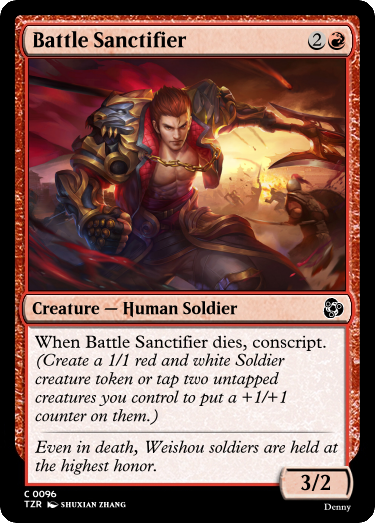 Battle Sanctifier 2
Creature — Human Soldier
When Battle Sanctifier dies, conscript.
(Create a 1/1 red and white Soldier
creature token or tap two untapped
creatures you control to put a +1/+1
counter on them.)
Even in death, Weishou soldiers are held at
the highest honor.
3/2
C 0096
TZR SHUXIAN ZHANG
Denny